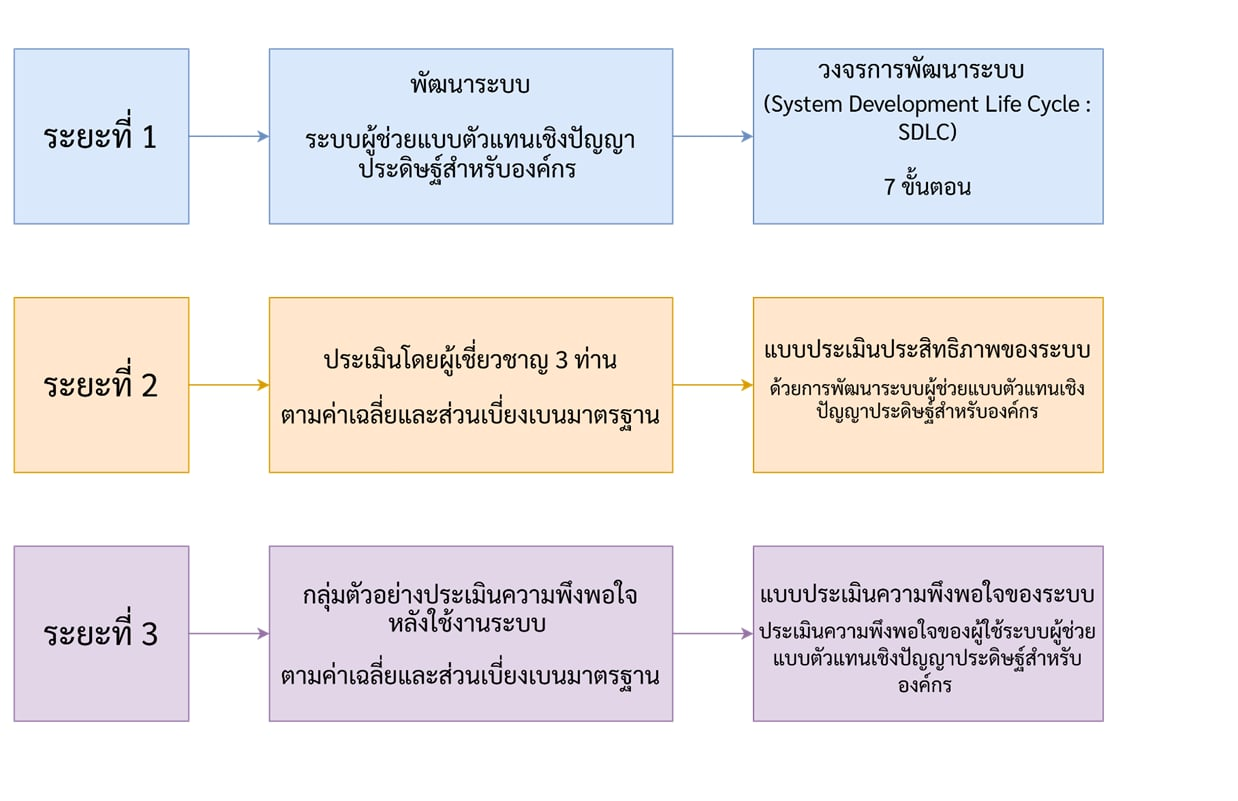 ระยะที่ 1
พัฒนาระบบ
ระบบผู้ช่วยแบบตัวแทนเชิงปัญญา
ประดิษฐ์สำหรับองค์กร
วงจรการพัฒนาระบบ
(System Development Life Cycle :
SDLC)
7 ขั้นตอน
ระยะที่ 2
ประเมินโดยผู้เชี่ยวชาญ 3 ท่าน
ตามค่าเฉลี่ยและส่วนเบี่ยงเบนมาตรฐาน
แบบประเมินประสิทธิภาพของระบบ
ด้วยการพัฒนาระบบผู้ช่วยแบบตัวแทนเชิง
ปัญญาประดิษฐ์สำหรับองค์กร
ระยะที่ 3
กลุ่มตัวอย่างประเมินความพึงพอใจ
หลังใช้งานระบบ
ตามค่าเฉลี่ยและส่วนเบี่ยงเบนมาตรฐาน
แบบประเมินความพึงพอใจของระบบ
ประเมินความพึงพอใจของผู้ใช้ระบบผู้ช่วย
แบบตัวแทนเชิงปัญญาประดิษฐ์สำหรับ
องค์กร